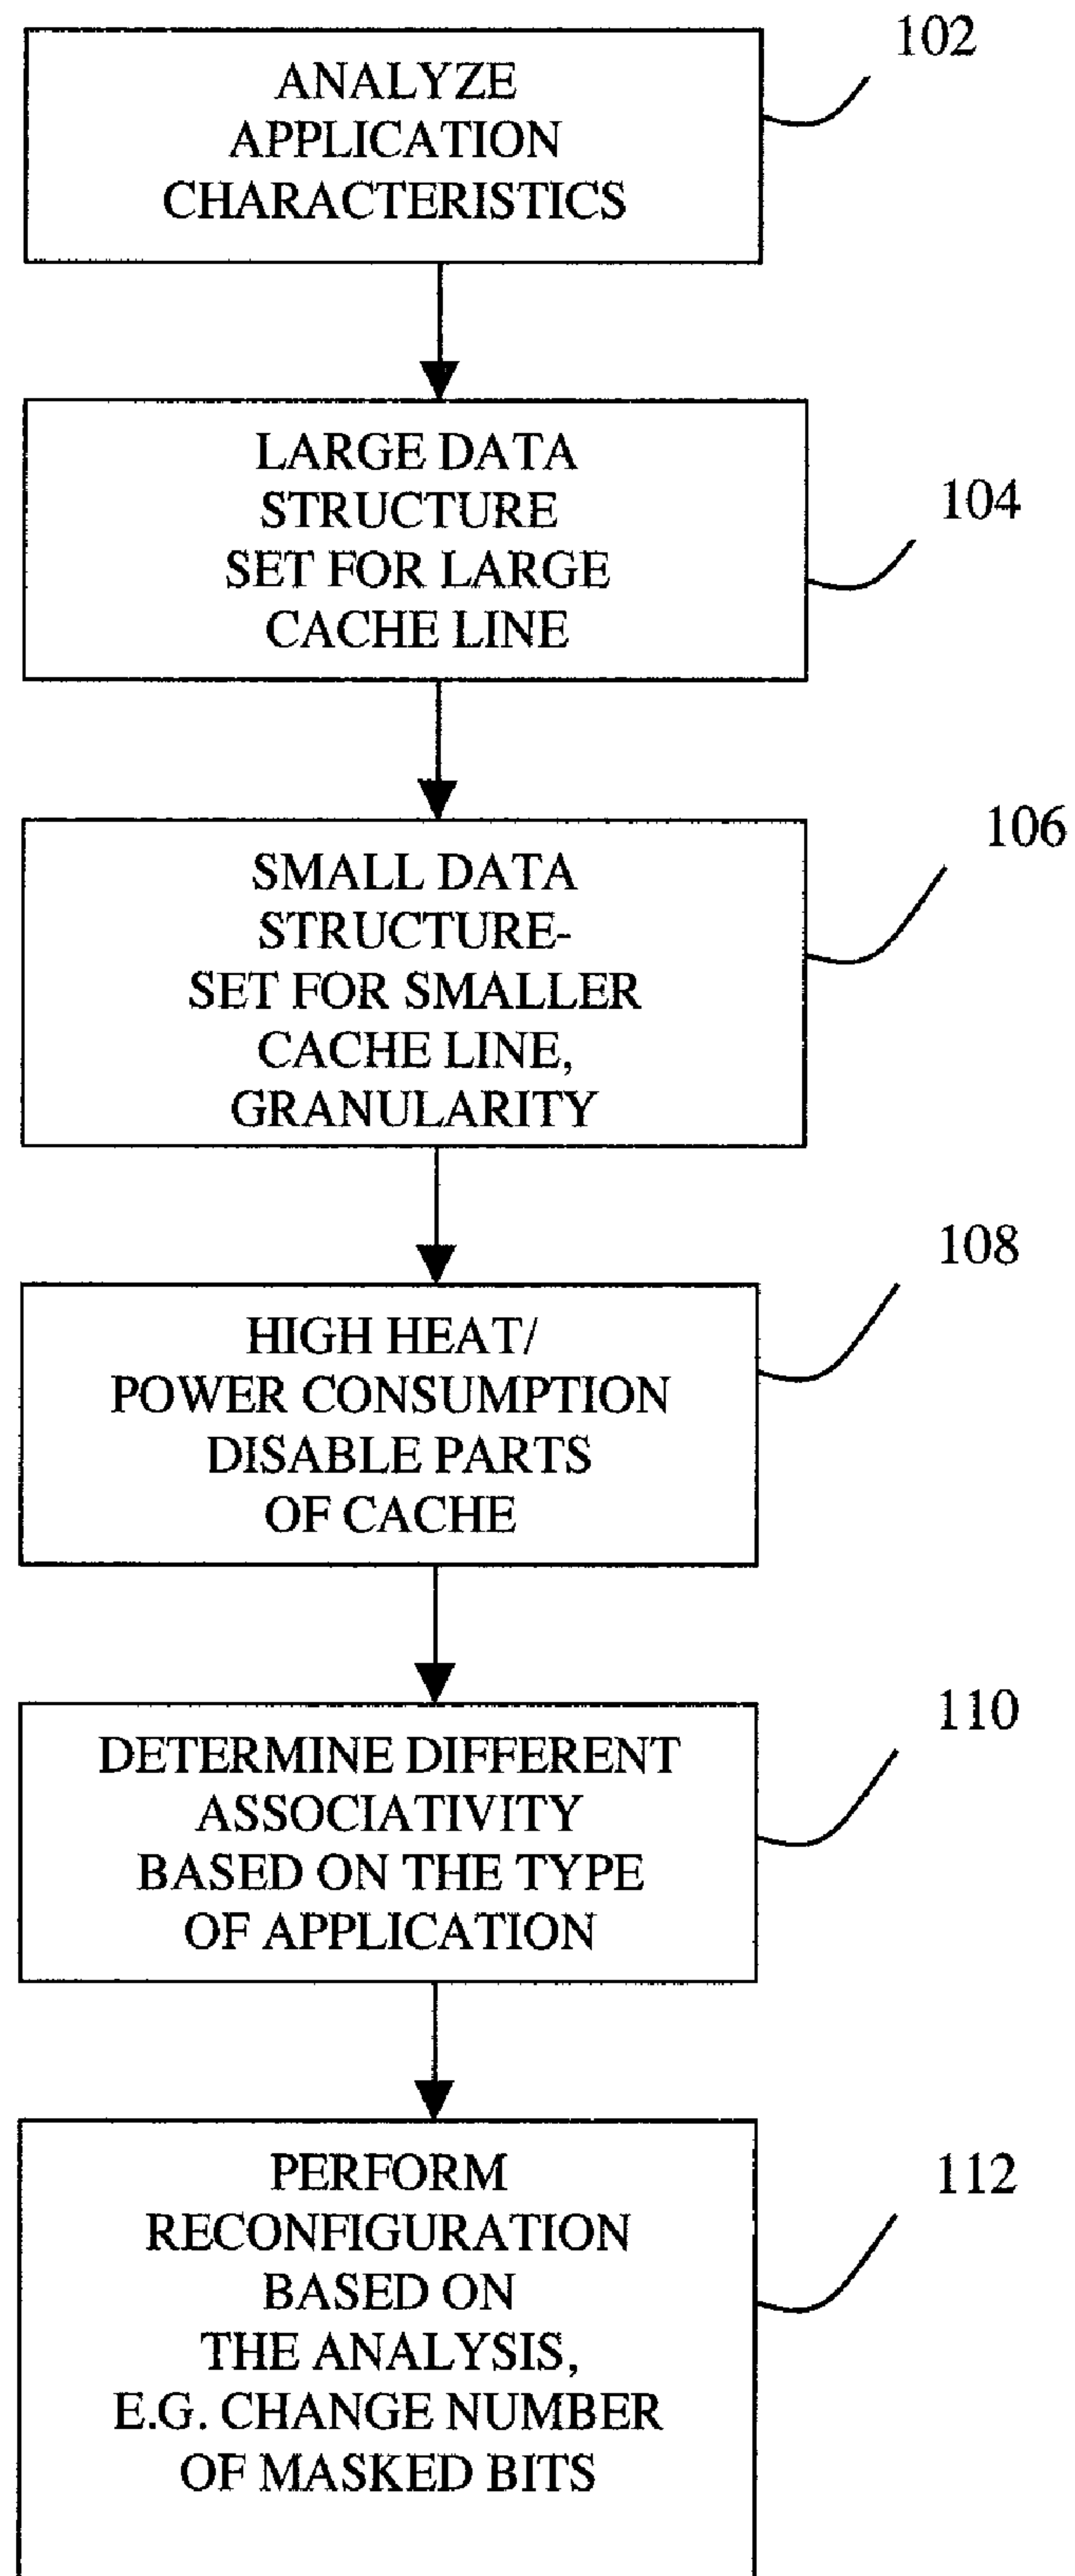 102
ANALYZE
APPLICATION
CHARACTERISTICS
LARGE DATA
STRUCTURE
SET FOR LARGE
CACHE LINE
104
SMALL DATA
STRUCTURE-
SET FOR SMALLER
CACHE LINE,
GRANULARITY
106
HIGH HEAT/
POWER CONSUMPTION
DISABLE PARTS
OF CACHE
108
DETERMINE DIFFERENT
ASSOCIATIVITY
BASED ON THE TYPE
OF APPLICATION
110
PERFORM
RECONFIGURATION
BASED ON
THE ANALYSIS,
E.G. CHANGE NUMBER
OF MASKED BITS
112